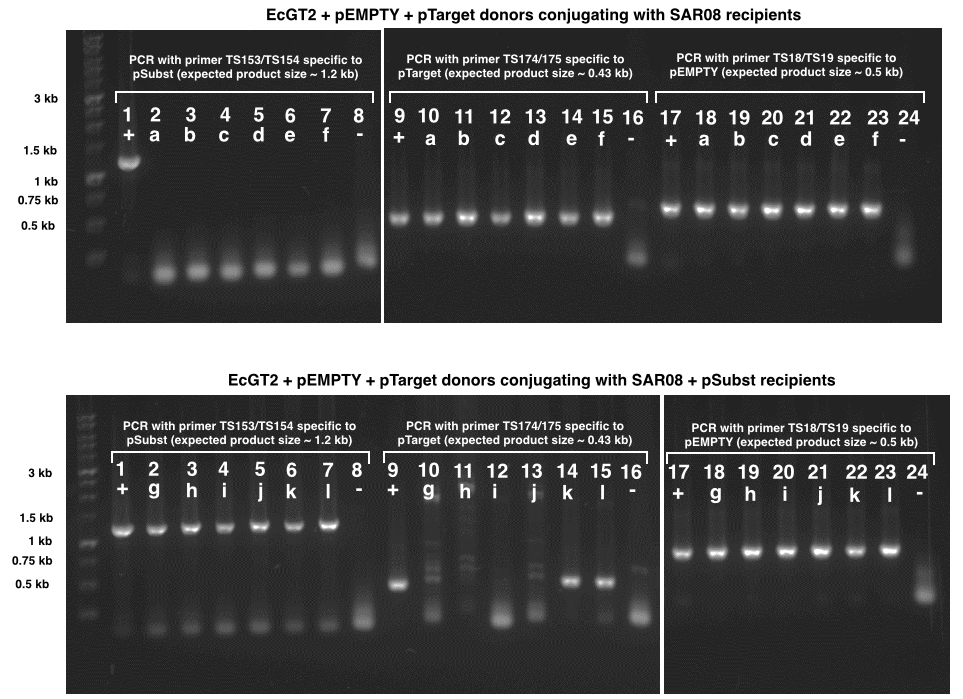 EcGT2 + pEMPTY + pTarget donors conjugating with SAR08 recipients
PCR with primer TS153/TS154 specific to
pSubst (expected product size ~ 1.2 kb)
PCR with primer TS174/175 specific to
pTarget (expected product size ~ 0.43 kb)
PCR with primer TS18/TS19 specific to
pEMPTY (expected product size ~ 0.5 kb)
3 kb
1.5 kb
1 kb
0.75 kb
0.5 kb
1 2 3 4 5 6 7 8 9 10 11 12 13 14 15 16 17 18 19 20 21 22 23 24
+ a b c d e f - + a b c d e f - + a b c d e f -
EcGT2 + pEMPTY + pTarget donors conjugating with SAR08 + pSubst recipients
PCR with primer TS153/TS154 specific to
pSubst (expected product size ~ 1.2 kb)
PCR with primer TS174/175 specific to
pTarget (expected product size ~ 0.43 kb)
PCR with primer TS18/TS19 specific to
pEMPTY (expected product size ~ 0.5 kb)
3 kb
1.5 kb
1 kb
0.75 kb
0.5 kb
1 2 3 4 5 6 7 8 9 10 11 12 13 14 15 16 17 18 19 20 21 22 23 24
+ g h i j k l - + g h i j k l - + g h i j k l -